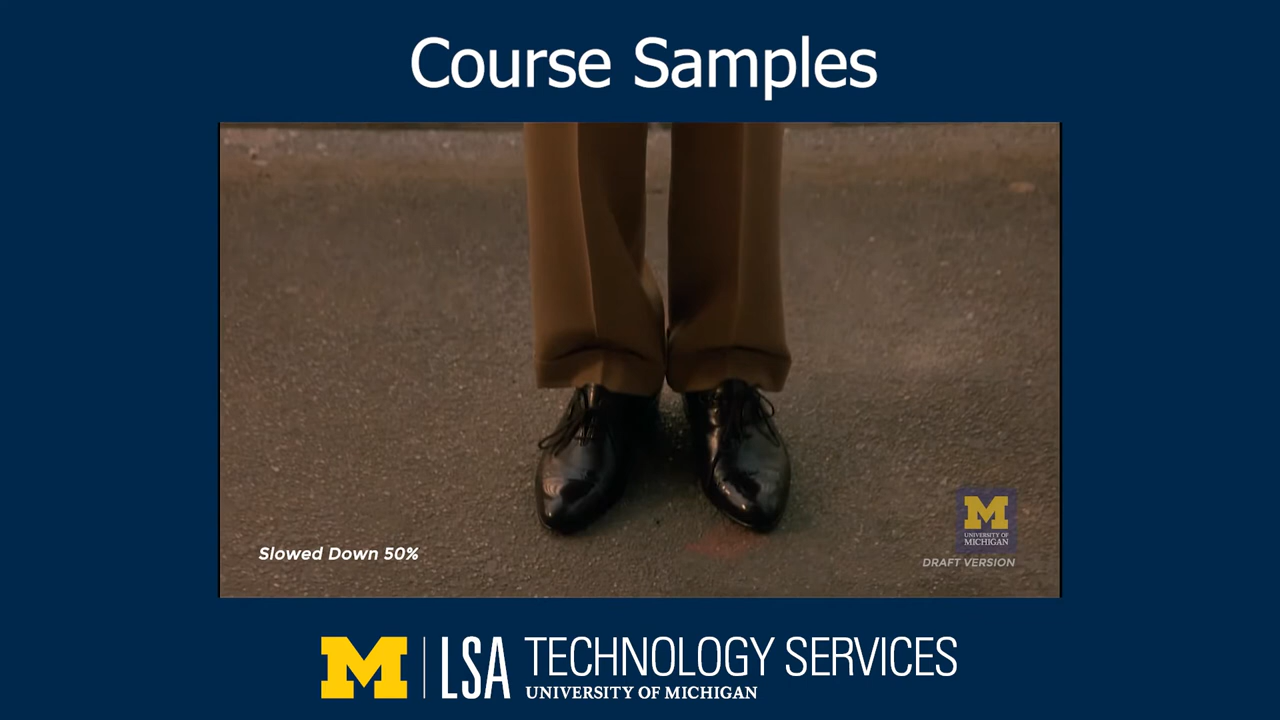 Course Samples
Slowed Down 50%
M
UNIVERSITY OF
MICHIGAN
DRAFT VERSION
M LSA TECHNOLOGY SERVICES
UNIVERSITY OF MICHIGAN